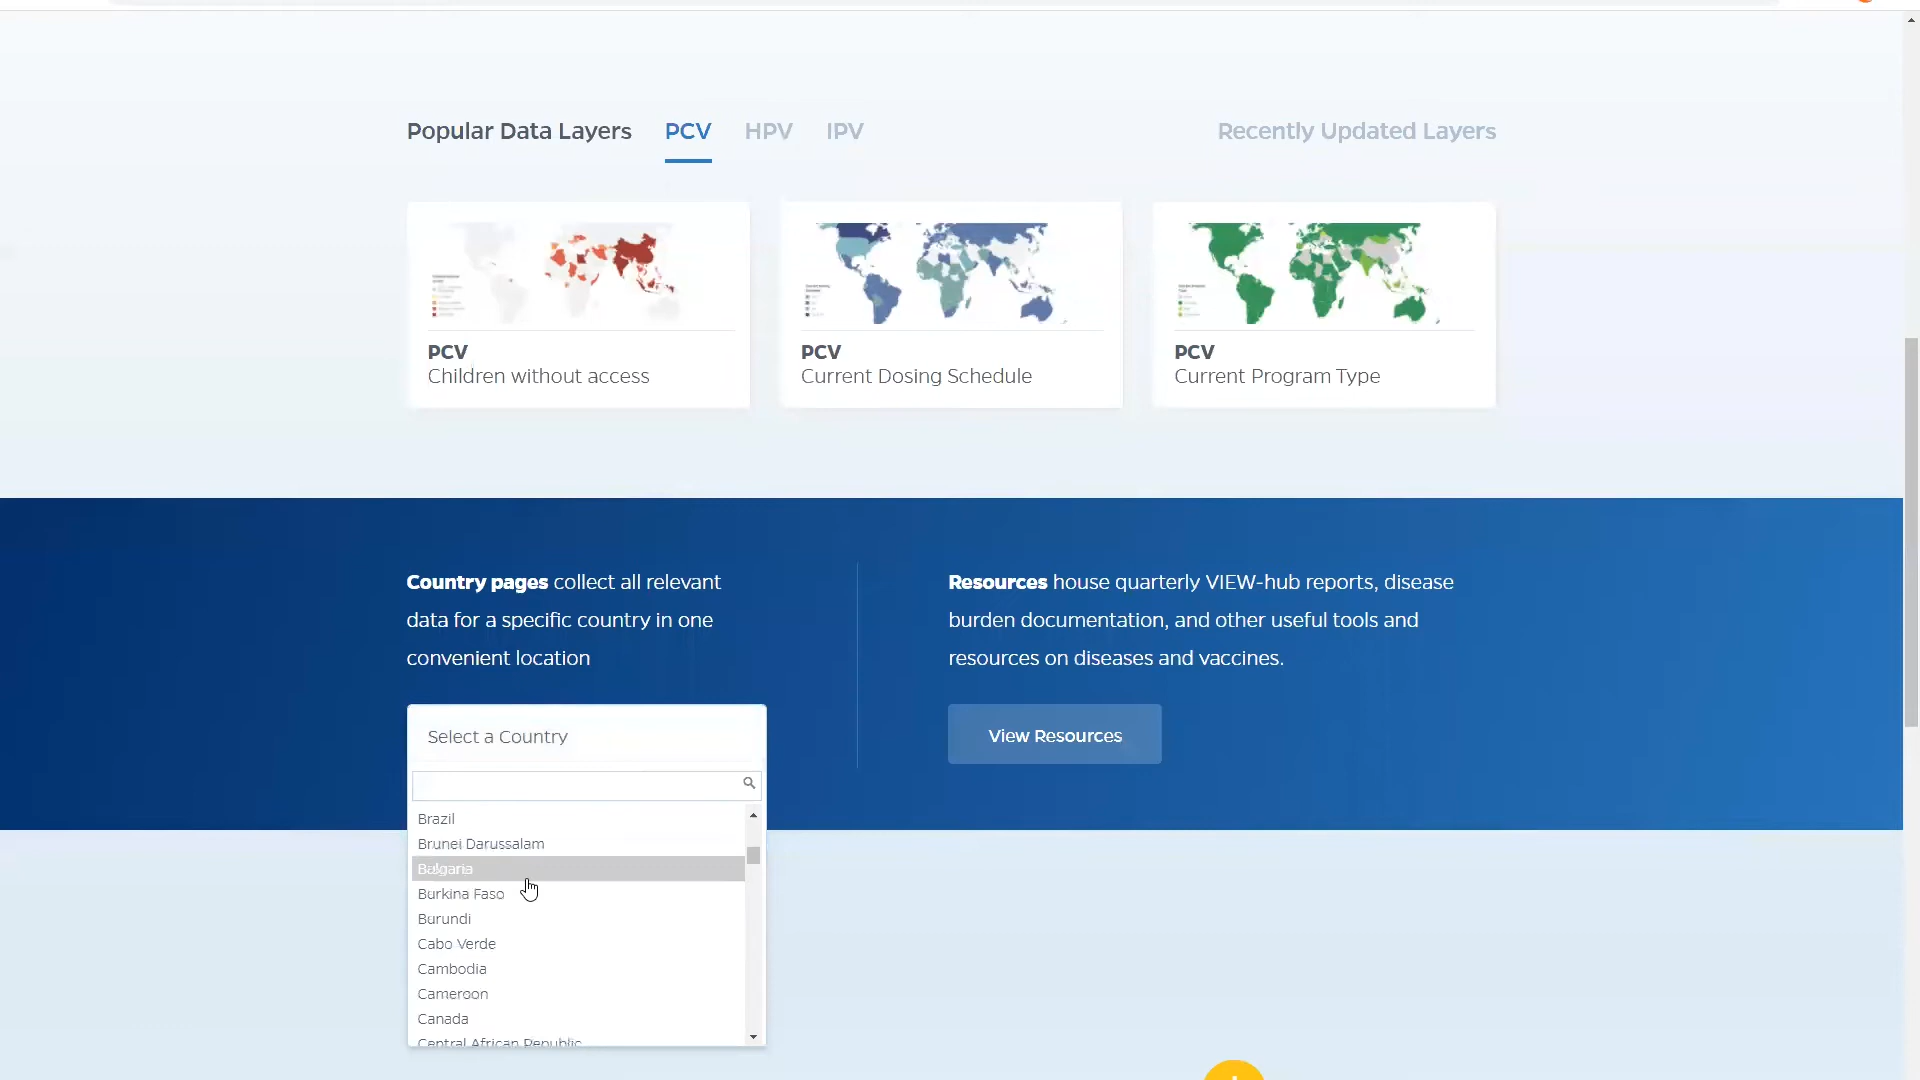 Popular Data Layers PCV HPV IPV Recently Updated Layers
PCV
Children without access
PCV
Current Dosing Schedule
PCV
Current Program Type
Country pages collect all relevant
data for a specific country in one
convenient location
Resources house quarterly VIEW-hub reports, disease
burden documentation, and other useful tools and
resources on diseases and vaccines.
Select a Country
View Resources
Brazil
Brunei Darussalam
Bulgaria
Burkina Faso
Burundi
Cabo Verde
Cambodia
Cameroon
Canada
Central African Republic